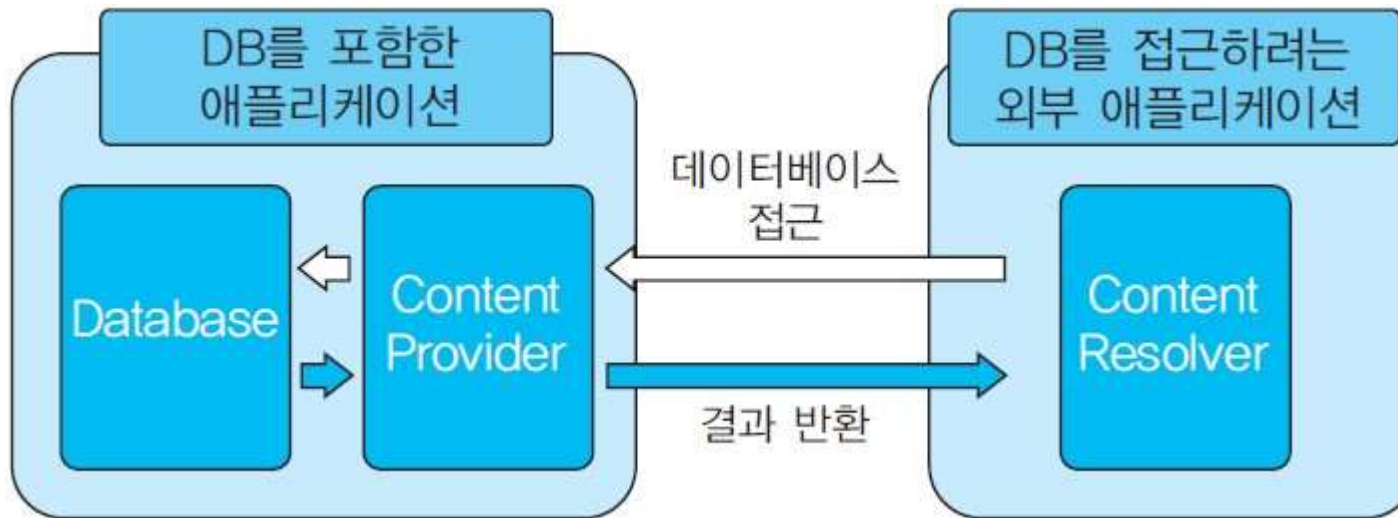 DB를 포함한
애플리케이션
DB를 접근하려는
외부 애플리케이션
데이터베이스
접근
Database
Content
Provider
Content
Resolver
결과 반환